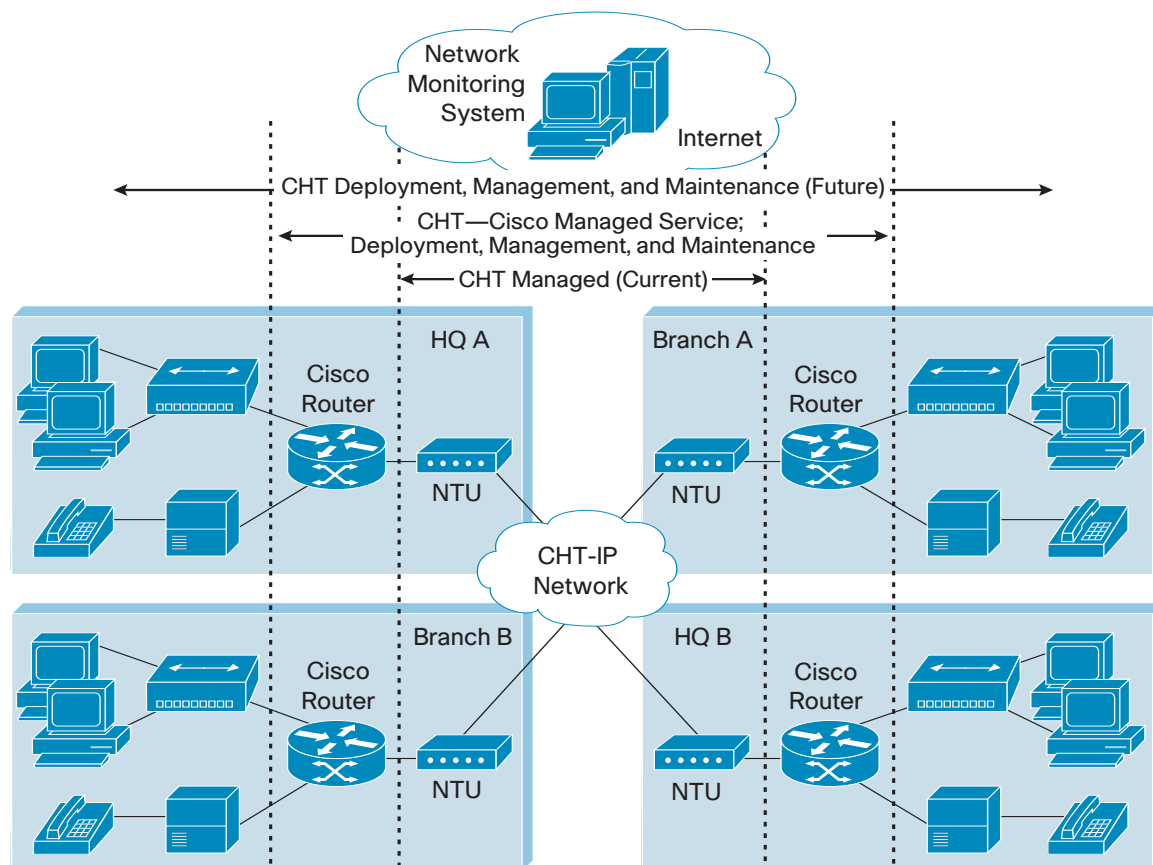 Network
Monitoring
System
Internet
CHT Deployment, Management, and Maintenance (Future)
CHT—Cisco Managed Service;
Deployment, Management, and Maintenance
CHT Managed (Current)
HQ A
Cisco
Router
NTU
Branch A
Cisco
Router
NTU
CHT-IP
Network
Branch B
Cisco
Router
NTU
HQ B
Cisco
Router
NTU